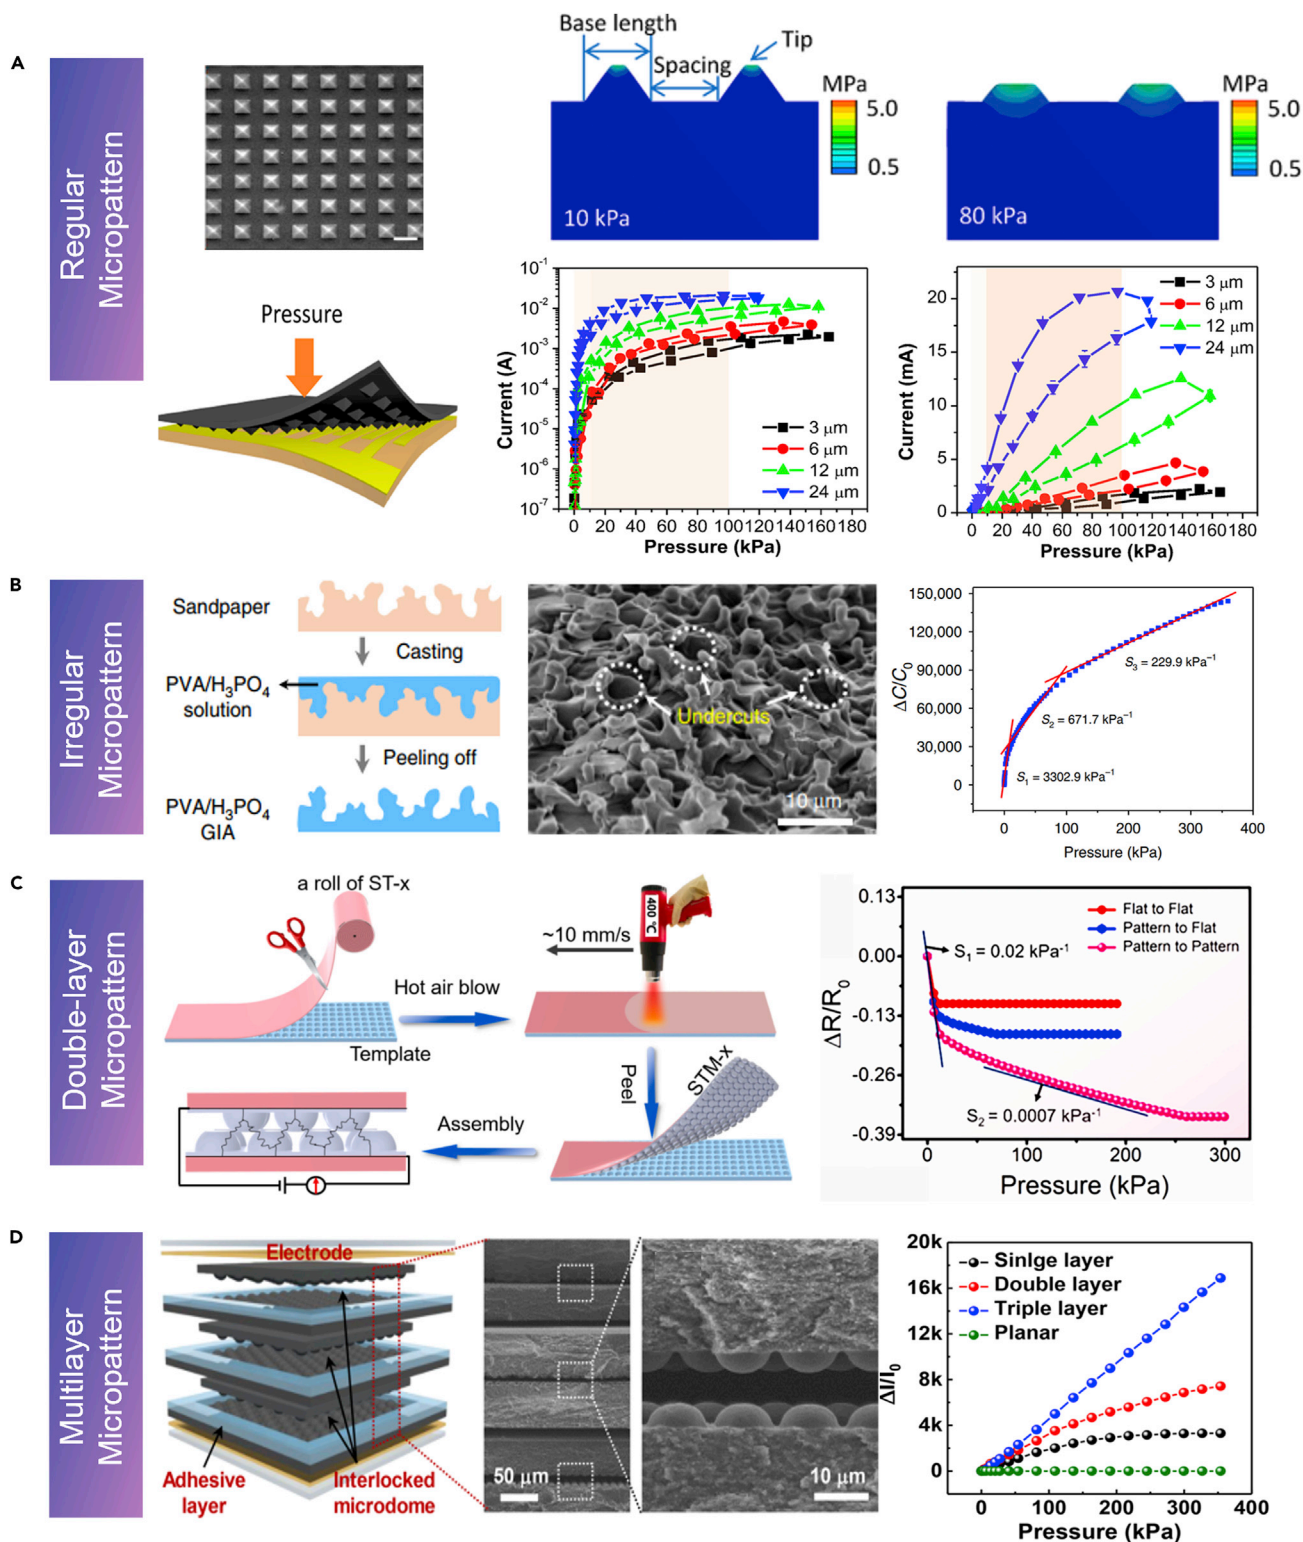 A
Regular
Micropattern
Base length
Spacing
Tip
MPa
5.0
0.5
10 kPa
MPa
5.0
0.5
80 kPa
Pressure
10⁻¹
10⁻²
10⁻³
10⁻⁴
10⁻⁵
10⁻⁶
10⁻⁷
Current (A)
3 μm
6 μm
12 μm
24 μm
0 20 40 60 80 100 120 140 160 180
Pressure (kPa)
20
15
10
5
0
Current (mA)
3 μm
6 μm
12 μm
24 μm
0 20 40 60 80 100 120 140 160 180
Pressure (kPa)
B
Irregular
Micropattern
Sandpaper
Casting
PVA/H₃PO₄
solution
Peeling off
PVA/H₃PO₄
GIA
Undercuts
10 μm
150,000
120,000
90,000
60,000
30,000
0
ΔC/C₀
S₃ = 229.9 kPa⁻¹
S₂ = 671.7 kPa⁻¹
S₁ = 3302.9 kPa⁻¹
0 100 200 300 400
Pressure (kPa)
C
Double-layer
Micropattern
a roll of ST-x
Hot air blow
Template
400 ℃
~10 mm/s
Peel
STM-x
Assembly
0.13
0.00
-0.13
-0.26
-0.39
ΔR/R₀
Flat to Flat
Pattern to Flat
Pattern to Pattern
S₁ = 0.02 kPa⁻¹
S₂ = 0.0007 kPa⁻¹
0 50 100 150 200 250 300
Pressure (kPa)
D
Multilayer
Micropattern
Electrode
Adhesive
layer
Interlocked
microdome
50 μm
10 μm
20k
16k
12k
8k
4k
0
ΔI/I₀
Sinlge layer
Double layer
Triple layer
Planar
0 50 100 150 200 250 300 350 400
Pressure (kPa)